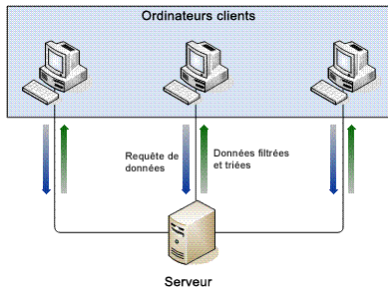 Ordinateurs clients
Requête de
données
Données filtrées
et triées
Serveur